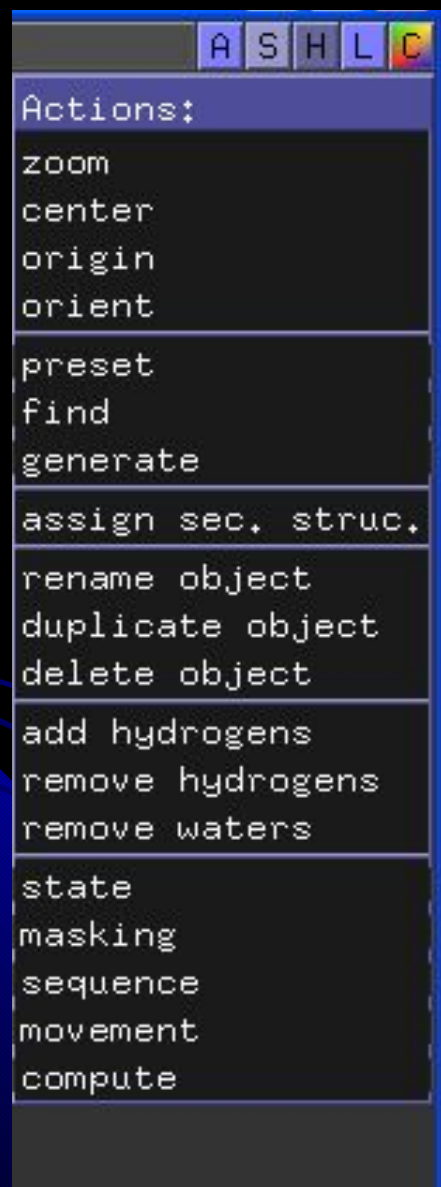 A S H L C
Actions:
zoom
center
origin
orient
preset
find
generate
assign sec. struc.
rename object
duplicate object
delete object
add hydrogens
remove hydrogens
remove waters
state
masking
sequence
movement
compute